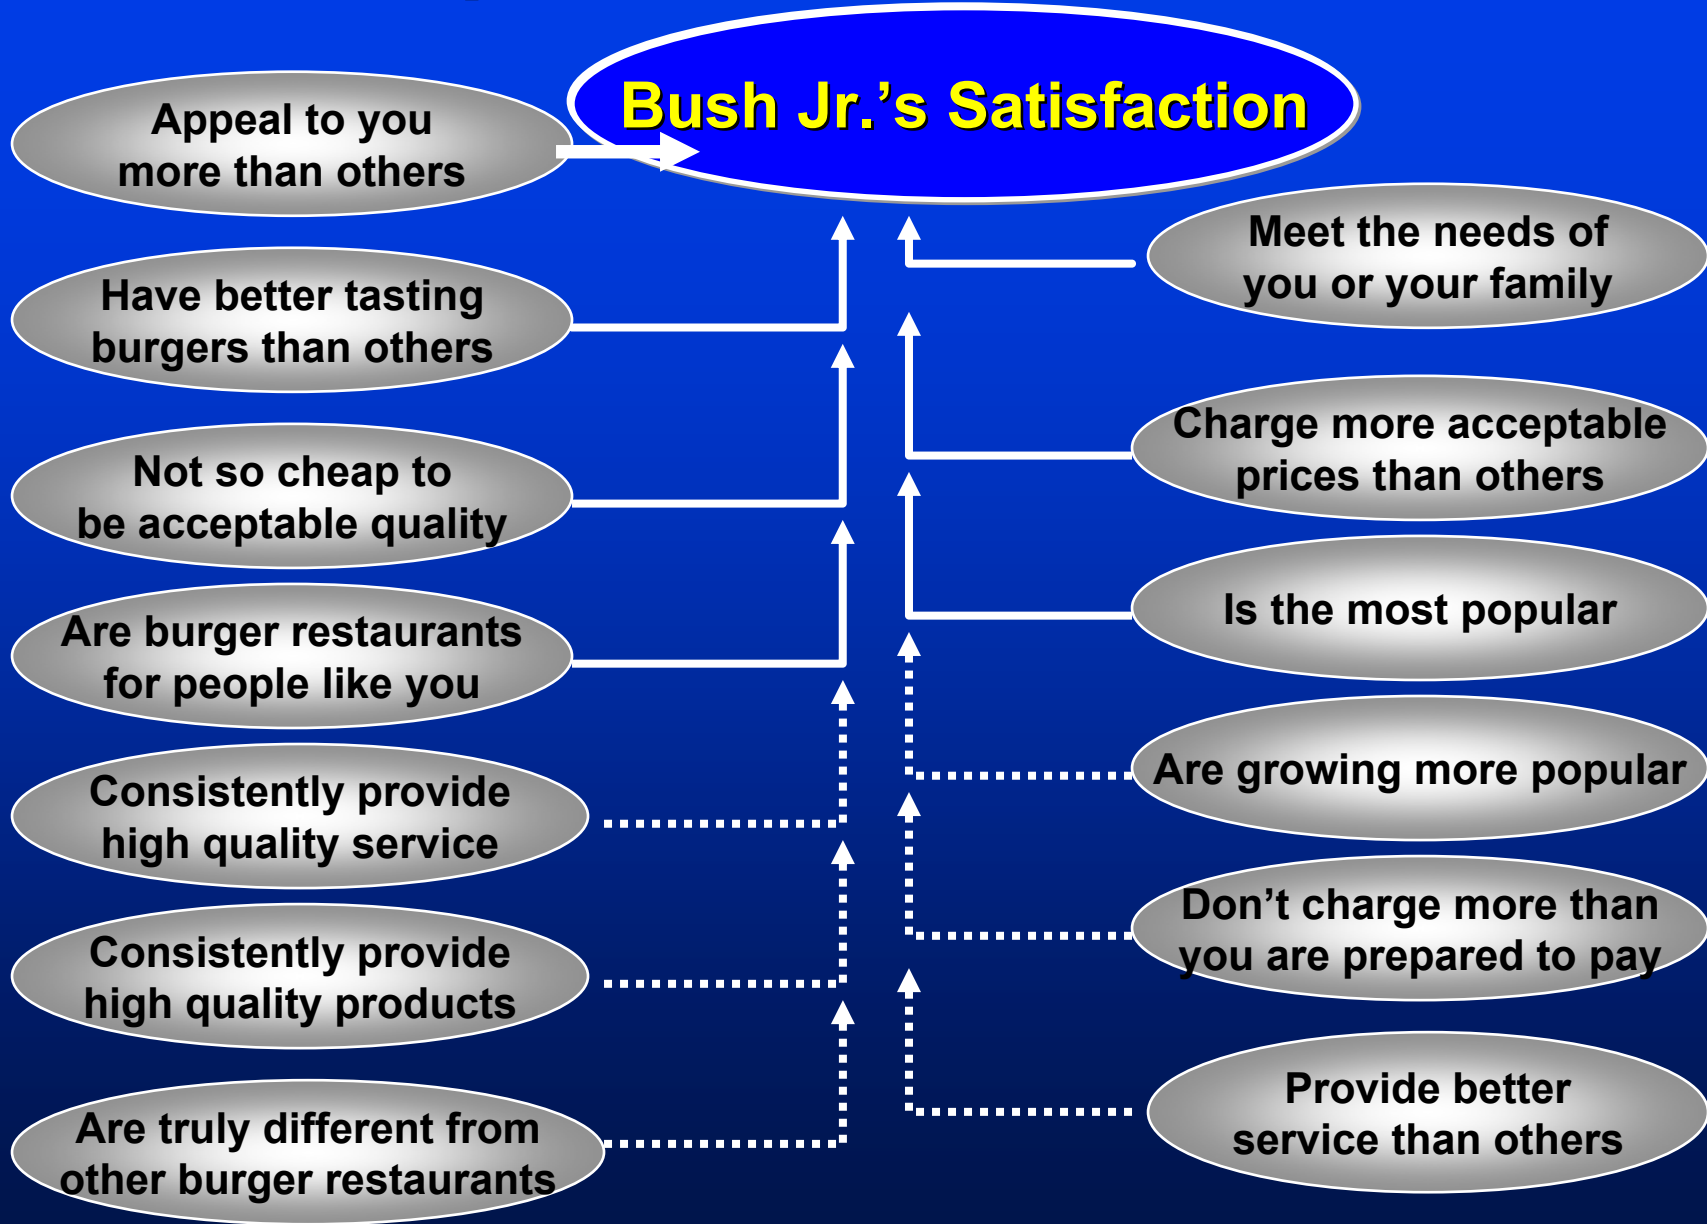 Bush Jr.'s Satisfaction
Appeal to you
more than others
Have better tasting
burgers than others
Not so cheap to
be acceptable quality
Are burger restaurants
for people like you
Consistently provide
high quality service
Consistently provide
high quality products
Are truly different from
other burger restaurants
Meet the needs of
you or your family
Charge more acceptable
prices than others
Is the most popular
Are growing more popular
Don't charge more than
you are prepared to pay
Provide better
service than others